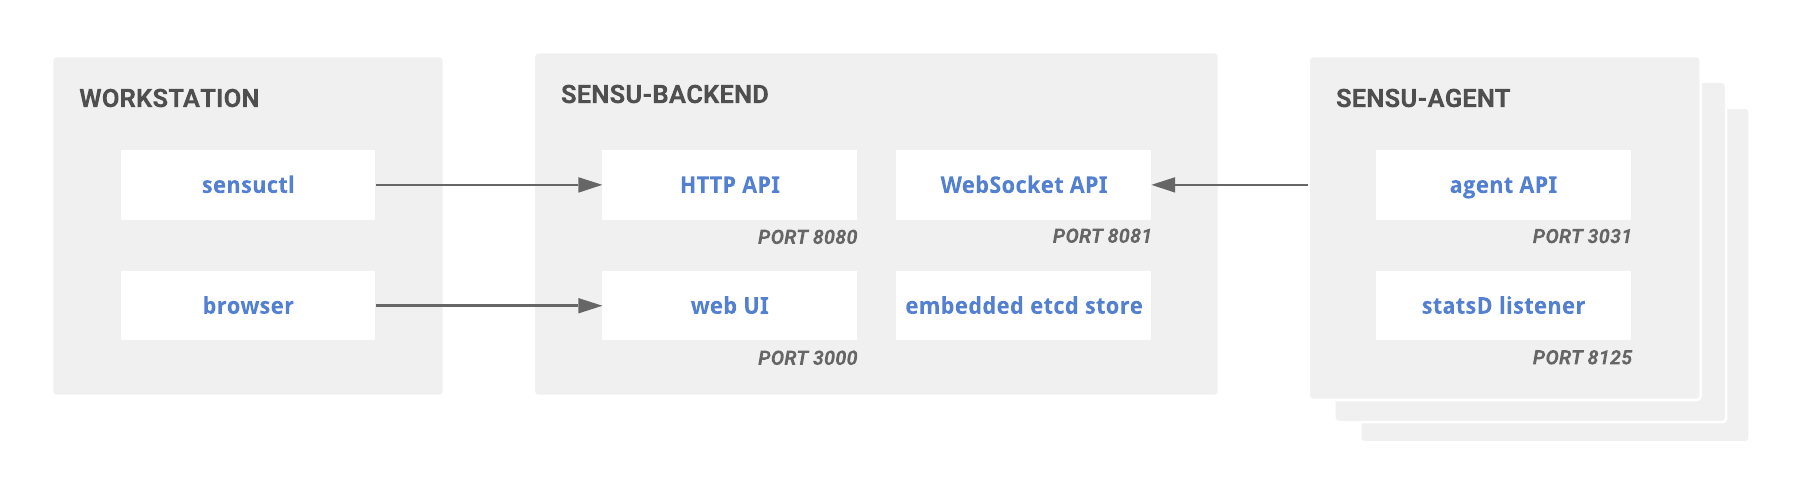 WORKSTATION
sensuctl
browser
SENSU-BACKEND
HTTP API
PORT 8080
WebSocket API
PORT 8081
web UI
PORT 3000
embedded etcd store
SENSU-AGENT
agent API
PORT 3031
statsD listener
PORT 8125